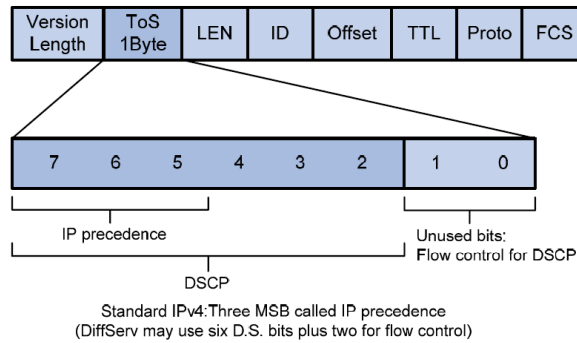 Version Length
ToS 1Byte
LEN
ID
Offset
TTL
Proto
FCS
7 6 5 4 3 2 1 0
IP precedence
Unused bits:
Flow control for DSCP
DSCP
Standard IPv4:Three MSB called IP precedence
(DiffServ may use six D.S. bits plus two for flow control)